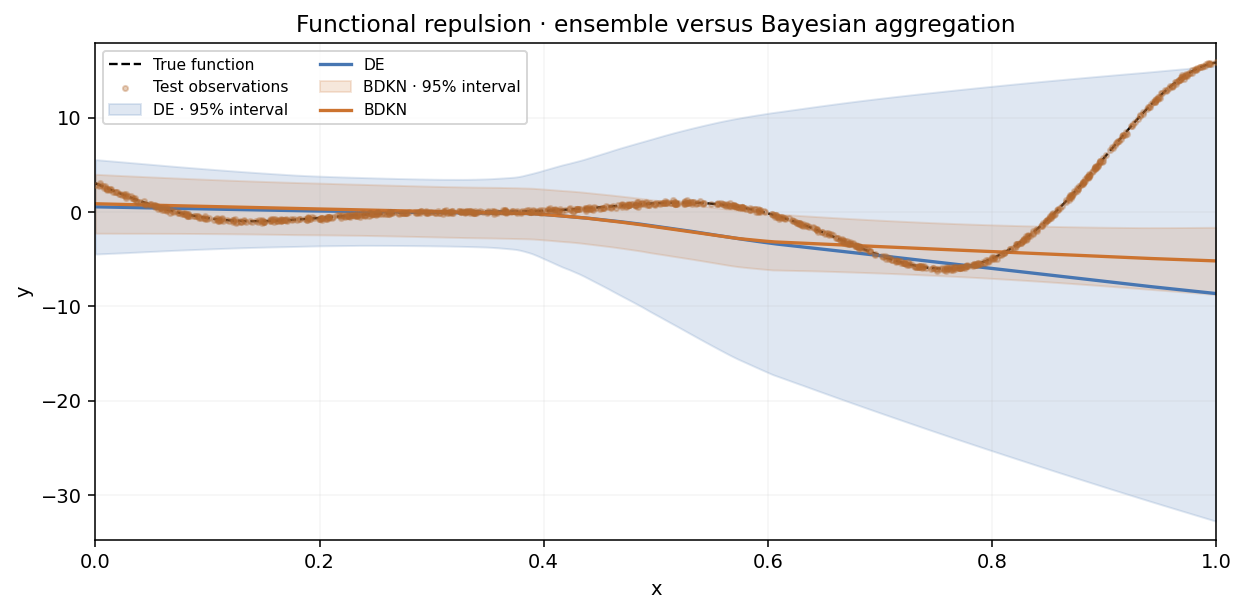 Functional repulsion · ensemble versus Bayesian aggregation
True function
Test observations
DE · 95% interval
DE
BDKN · 95% interval
BDKN
y
10
0
−10
−20
−30
0.0 0.2 0.4 0.6 0.8 1.0
x